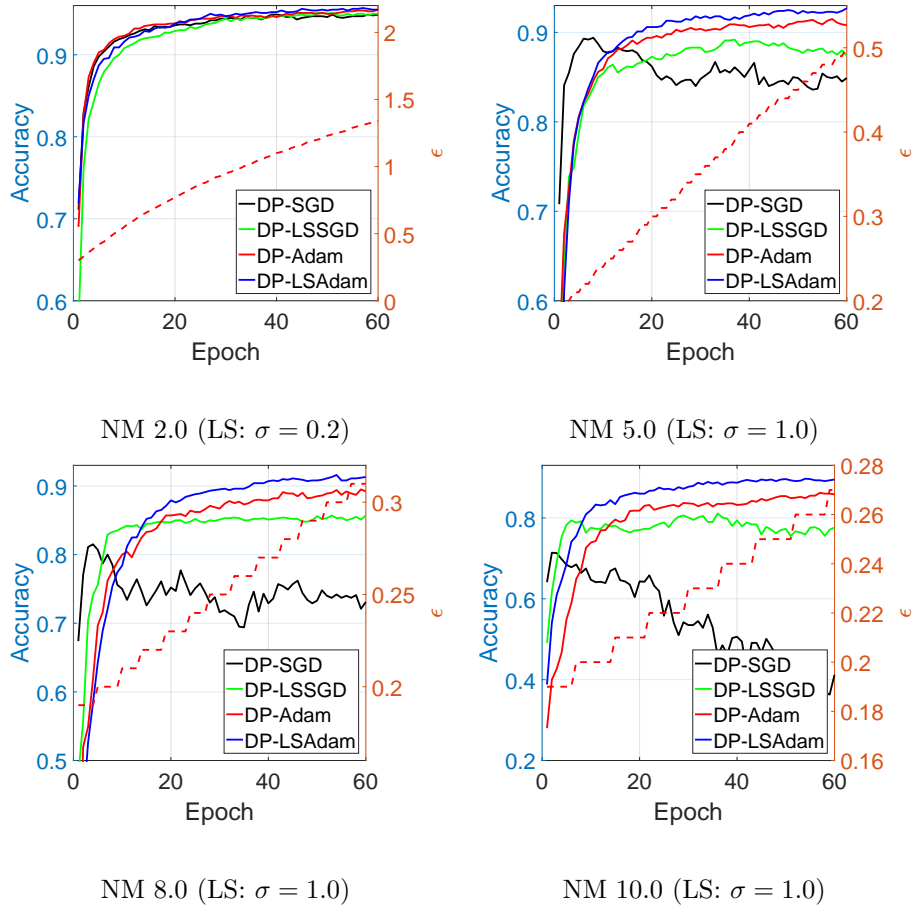 0.9
0.8
0.7
0.6
Accuracy
2
1.5
1
0.5
0
ϵ
DP-SGD
DP-LSSGD
DP-Adam
DP-LSAdam
0 20 40 60
Epoch
NM 2.0 (LS: σ = 0.2)
0.9
0.8
0.7
0.6
Accuracy
0.5
0.4
0.3
0.2
ϵ
DP-SGD
DP-LSSGD
DP-Adam
DP-LSAdam
0 20 40 60
Epoch
NM 5.0 (LS: σ = 1.0)
0.9
0.8
0.7
0.6
0.5
Accuracy
0.3
0.25
0.2
ϵ
DP-SGD
DP-LSSGD
DP-Adam
DP-LSAdam
0 20 40 60
Epoch
NM 8.0 (LS: σ = 1.0)
0.8
0.6
0.4
0.2
Accuracy
0.28
0.26
0.24
0.22
0.2
0.18
0.16
ϵ
DP-SGD
DP-LSSGD
DP-Adam
DP-LSAdam
0 20 40 60
Epoch
NM 10.0 (LS: σ = 1.0)